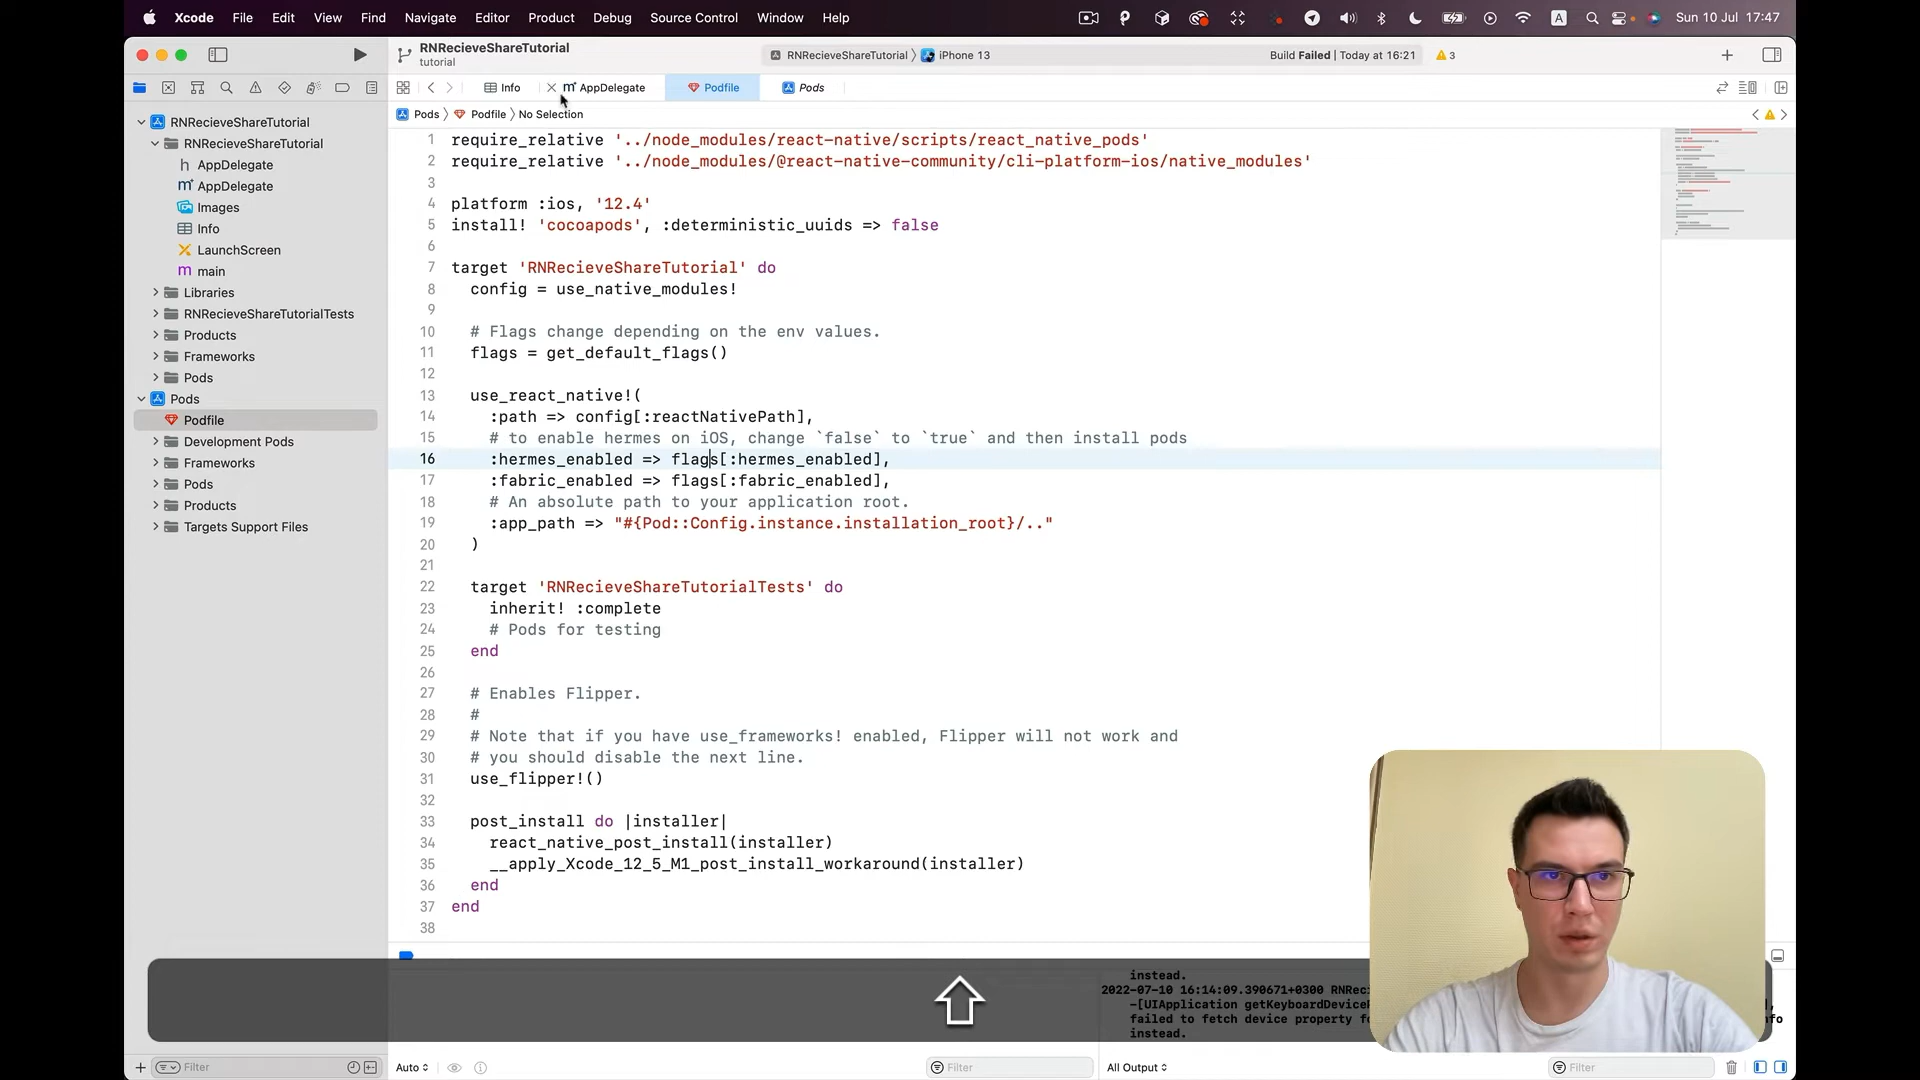 Xcode File Edit View Find Navigate Editor Product Debug Source Control Window Help A Sun 10 Jul 17:47
RNRecieveShareTutorial
tutorial
RNRecieveShareTutorial iPhone 13
Build Failed | Today at 16:21 3
Info AppDelegate Podfile Pods
Pods Podfile No Selection
RNRecieveShareTutorial
RNRecieveShareTutorial
h AppDelegate
m AppDelegate
Images
Info
LaunchScreen
m main
Libraries
RNRecieveShareTutorialTests
Products
Frameworks
Pods
Pods
Podfile
Development Pods
Frameworks
Pods
Products
Targets Support Files
1 require_relative '../node_modules/react-native/scripts/react_native_pods'
2 require_relative '../node_modules/@react-native-community/cli-platform-ios/native_modules'
3
4 platform :ios, '12.4'
5 install! 'cocoapods', :deterministic_uuids => false
6
7 target 'RNRecieveShareTutorial' do
8 config = use_native_modules!
9
10 # Flags change depending on the env values.
11 flags = get_default_flags()
12
13 use_react_native!(
14 :path => config[:reactNativePath],
15 # to enable hermes on iOS, change `false` to `true` and then install pods
16 :hermes_enabled => flags[:hermes_enabled],
17 :fabric_enabled => flags[:fabric_enabled],
18 # An absolute path to your application root.
19 :app_path => "#{Pod::Config.instance.installation_root}/.."
20 )
21
22 target 'RNRecieveShareTutorialTests' do
23 inherit! :complete
24 # Pods for testing
25 end
26
27 # Enables Flipper.
28 #
29 # Note that if you have use_frameworks! enabled, Flipper will not work and
30 # you should disable the next line.
31 use_flipper!()
32
33 post_install do |installer|
34 react_native_post_install(installer)
35 __apply_Xcode_12_5_M1_post_install_workaround(installer)
36 end
37 end
38
instead.
2022-07-10 16:14:09.390671+0300 RNReci
-[UIApplication getKeyboardDeviceP
failed to fetch device property fo
instead.
Filter Auto Filter All Output Filter